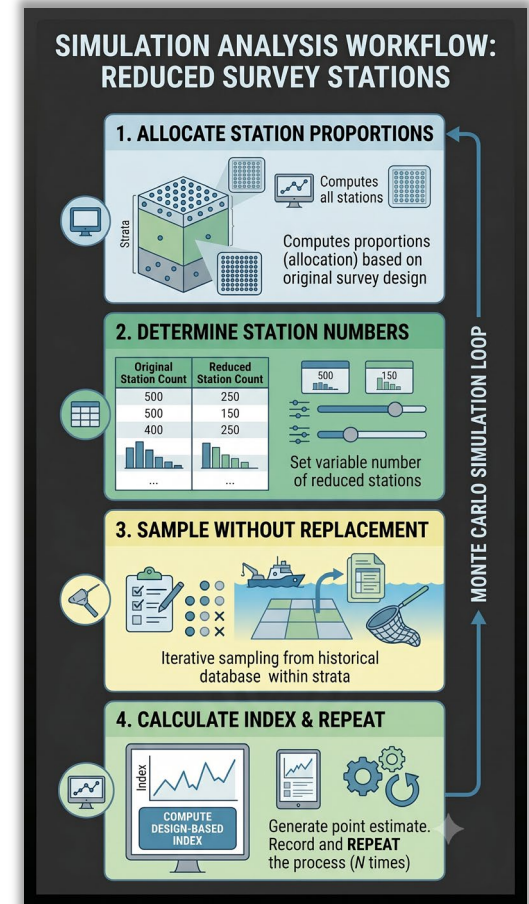 SIMULATION ANALYSIS WORKFLOW:
REDUCED SURVEY STATIONS
1. ALLOCATE STATION PROPORTIONS
Strata
Computes
all stations
Computes proportions
(allocation) based on
original survey design
2. DETERMINE STATION NUMBERS
Original
Station Count
Reduced
Station Count
500 250
500 150
400 250
... ...
500
150
Set variable number
of reduced stations
3. SAMPLE WITHOUT REPLACEMENT
Iterative sampling from historical
database within strata
4. CALCULATE INDEX & REPEAT
Index
COMPUTE
DESIGN-BASED
INDEX
Generate point estimate.
Record and REPEAT
the process (N times)
MONTE CARLO SIMULATION LOOP